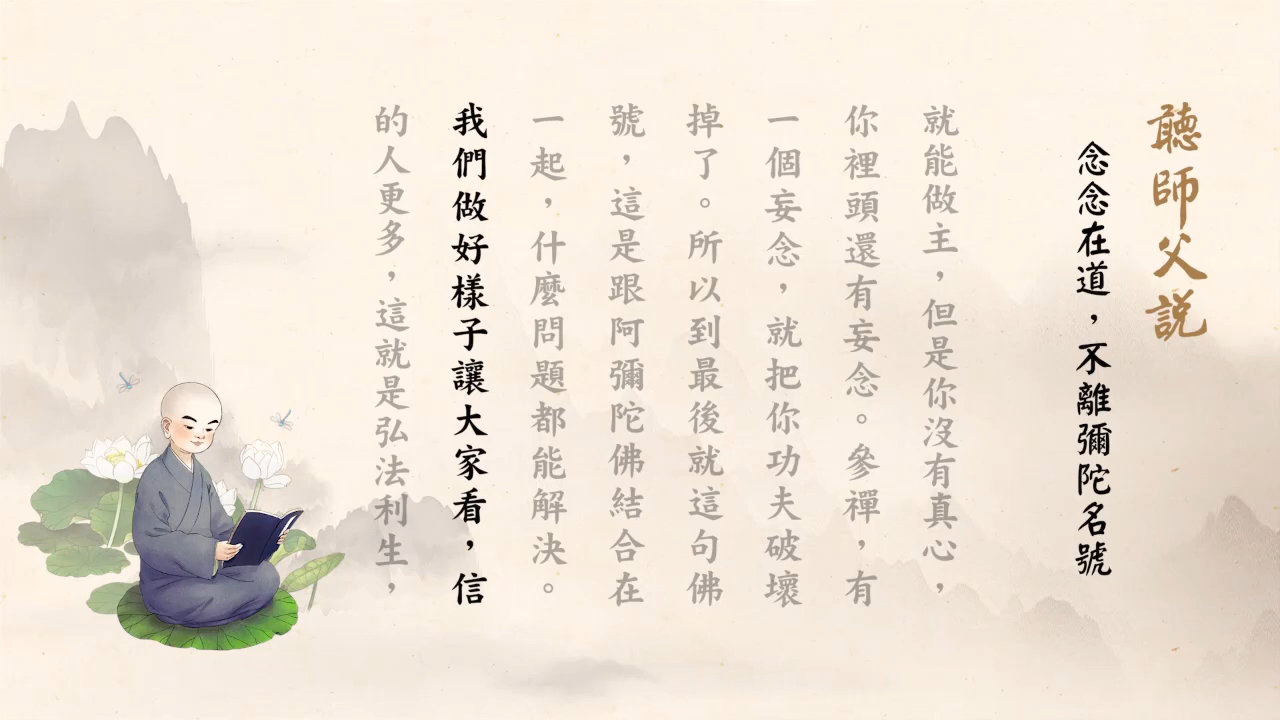 聽師父説
念念在道，不離彌陀名號
就能做主，但是你沒有真心，
你裡頭還有妄念。參禪，有
一個妄念，就把你功夫破壞
掉了。所以到最後就這句佛
號，這是跟阿彌陀佛結合在
一起，什麼問題都能解決。
我們做好樣子讓大家看，信
的人更多，這就是弘法利生，